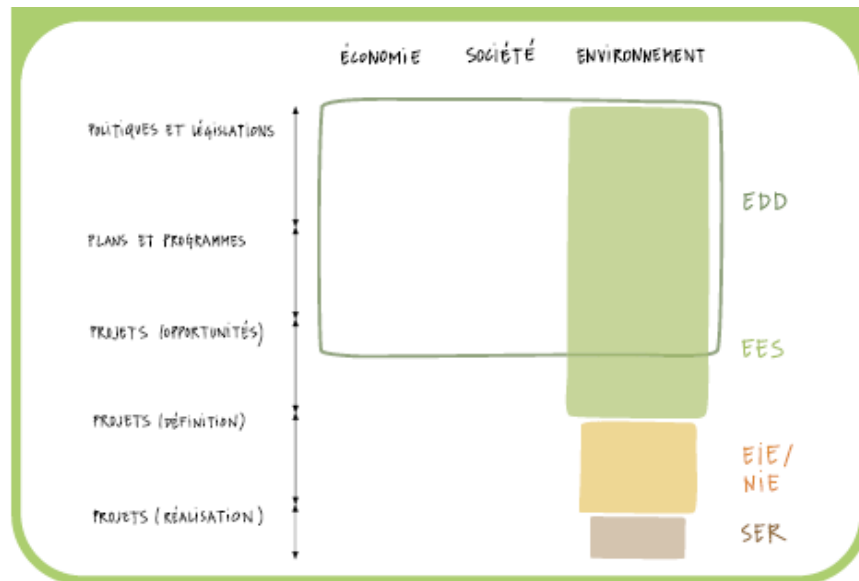 ÉCONOMIE SOCIÉTÉ ENVIRONNEMENT
POLITIQUES ET LÉGISLATIONS
EDD
PLANS ET PROGRAMMES
PROJETS (OPPORTUNITÉS)
EES
PROJETS (DÉFINITION)
EIE/
NIE
PROJETS (RÉALISATION)
SER